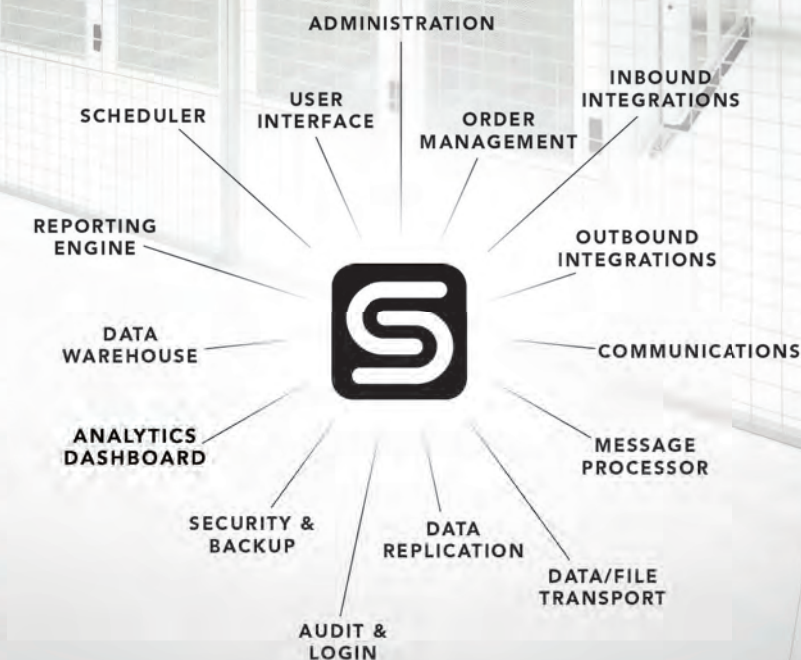 ADMINISTRATION
INBOUND
INTEGRATIONS
USER
INTERFACE
SCHEDULER
ORDER
MANAGEMENT
REPORTING
ENGINE
OUTBOUND
INTEGRATIONS
DATA
WAREHOUSE
COMMUNICATIONS
ANALYTICS
DASHBOARD
MESSAGE
PROCESSOR
SECURITY &
BACKUP
DATA
REPLICATION
DATA/FILE
TRANSPORT
AUDIT &
LOGIN